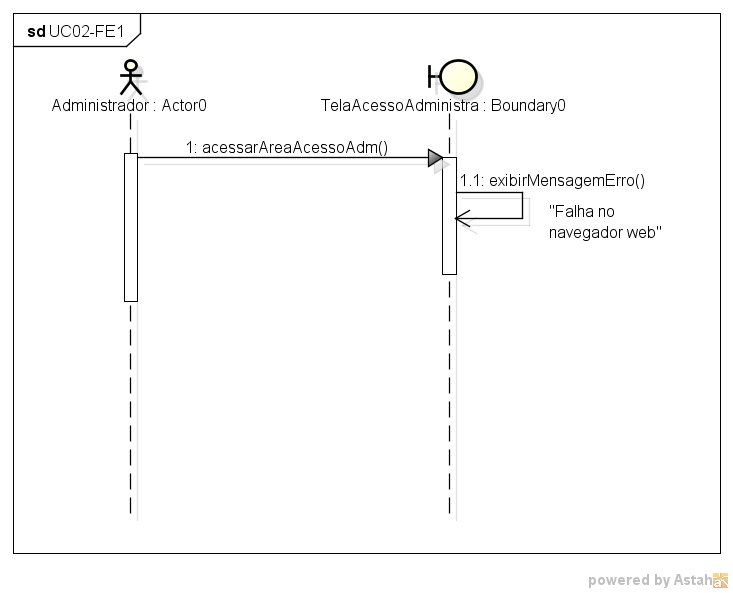 sd UC02-FE1
Administrador : Actor0
TelaAcessoAdministra : Boundary0
1: acessarAreaAcessoAdm()
1.1: exibirMensagemErro()
"Falha no
navegador web"
powered by Astah